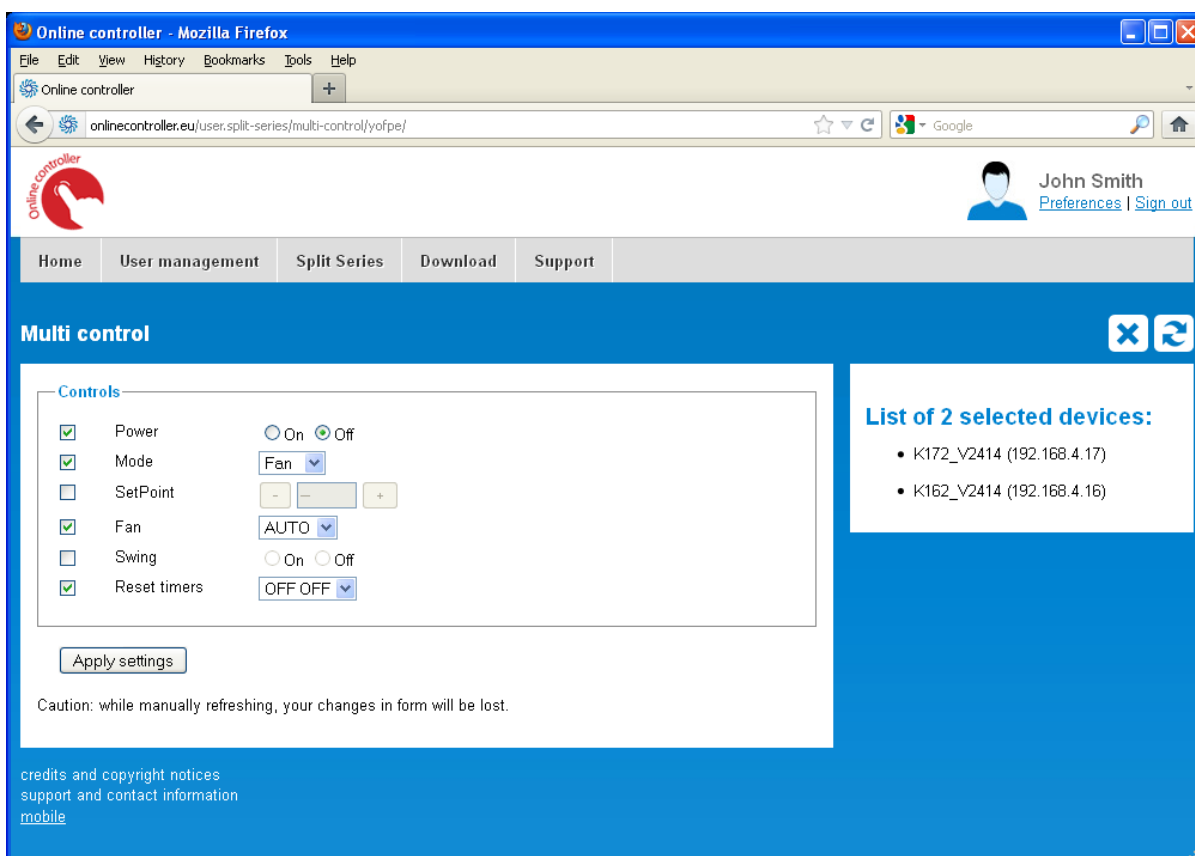 Online controller - Mozilla Firefox
File Edit View History Bookmarks Tools Help
Online controller +
onlinecontroller.eu/user.split-series/multi-control/yofpe/ Google
Online controller
John Smith
Preferences | Sign out
Home User management Split Series Download Support
Multi control
Controls
Power On Off
Mode Fan
SetPoint - --- +
Fan AUTO
Swing On Off
Reset timers OFF OFF
Apply settings
Caution: while manually refreshing, your changes in form will be lost.
List of 2 selected devices:
• K172_V2414 (192.168.4.17)
• K162_V2414 (192.168.4.16)
credits and copyright notices
support and contact information
mobile